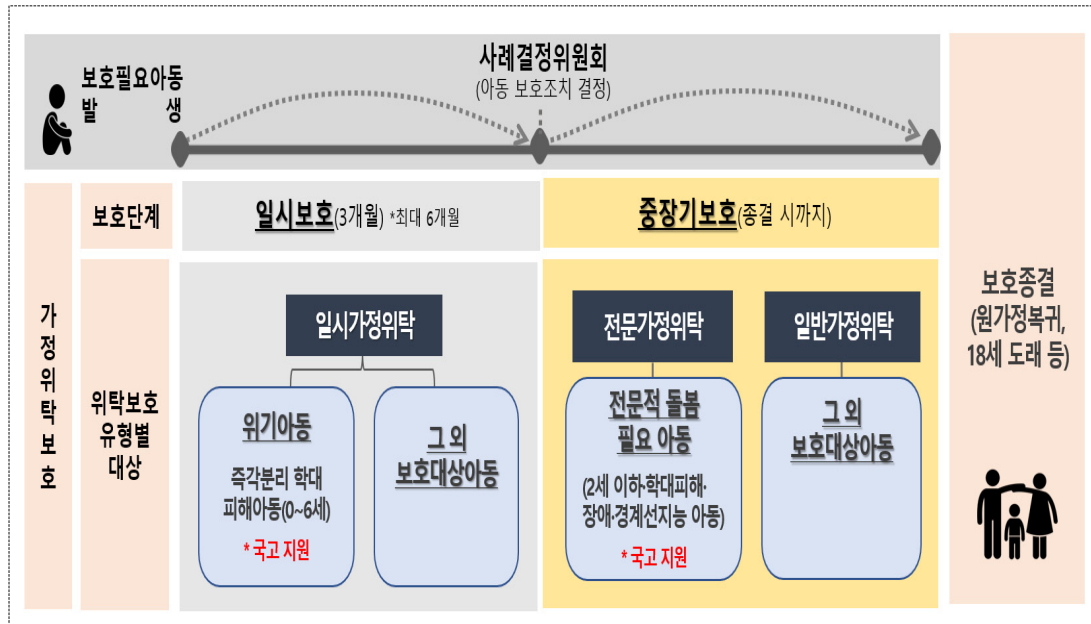 보호필요아동
발 생
사례결정위원회
(아동 보호조치 결정)
가정위탁보호
보호단계
일시보호(3개월) *최대 6개월
중장기보호(종결 시까지)
위탁보호
유형별
대상
일시가정위탁
위기아동
즉각분리 학대
피해아동(0~6세)
* 국고 지원
그 외
보호대상아동
전문가정위탁
전문적 돌봄
필요 아동
(2세 이하·학대피해·
장애·경계선지능 아동)
* 국고 지원
일반가정위탁
그 외
보호대상아동
보호종결
(원가정복귀,
18세 도래 등)